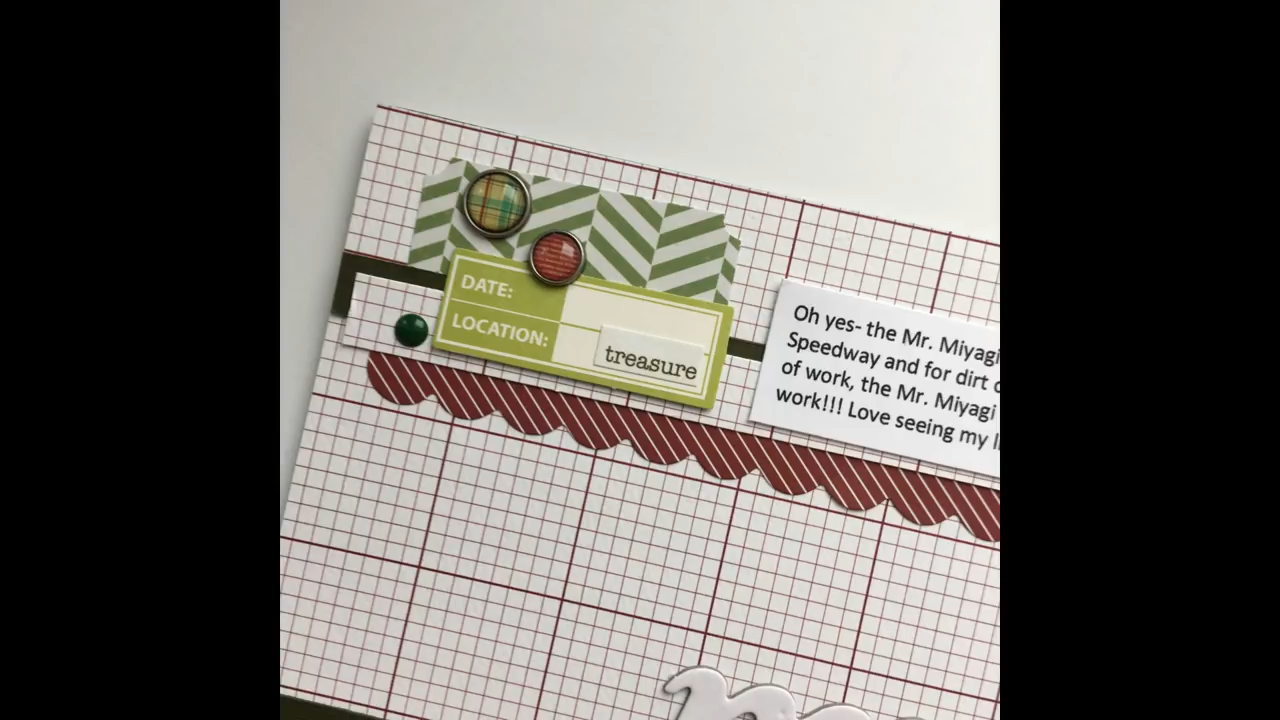 DATE:
LOCATION:
treasure
Oh yes- the Mr. Miyagi
Speedway and for dirt
of work, the Mr. Miyagi
work!!! Love seeing my